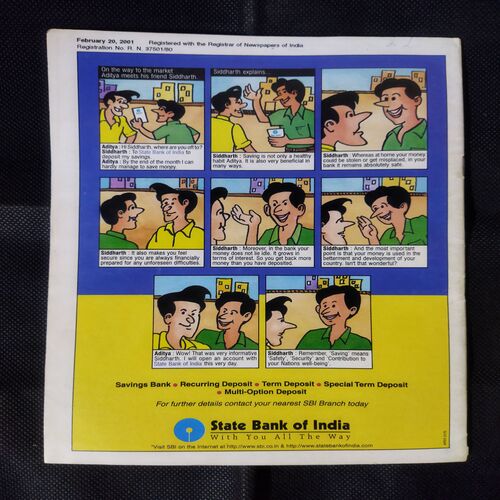 February 20, 2001 Registered with the Registrar of Newspapers of India
Registration No. R. N. 37501/80
On the way to the market
Aditya meets his friend Siddharth.
Aditya : Hi Siddharth, where are you off to?
Siddharth : To State Bank of India to
deposit my savings.
Aditya : By the end of the month I can
hardly manage to save money.
Siddharth explains...
Siddharth : Saving is not only a healthy
habit Aditya. It is also very beneficial in
many ways.
Siddharth : Whereas at home your money
could be stolen or get misplaced, in your
bank it remains absolutely safe.
Siddharth : It also makes you feel
secure since you are always financially
prepared for any unforeseen difficulties.
Siddharth : Moreover, in the bank your
money does not lie idle. It grows in
terms of interest. So you get back more
money than you have deposited.
Siddharth : And the most important
point is that your money is used in the
betterment and development of your
country. Isn't that wonderful?
Aditya : Wow! That was very informative
Siddharth. I will open an account with
State Bank of India this very day.
Siddharth : Remember, 'Saving' means
'Safety', 'Security' and 'Contribution to
your Nations well-being'.
Savings Bank • Recurring Deposit • Term Deposit • Special Term Deposit
• Multi-Option Deposit
For further details contact your nearest SBI Branch today
State Bank of India
With You All The Way
*Visit SBI on the Internet at http://www.sbi.co.in & http://www.statebankofindia.com